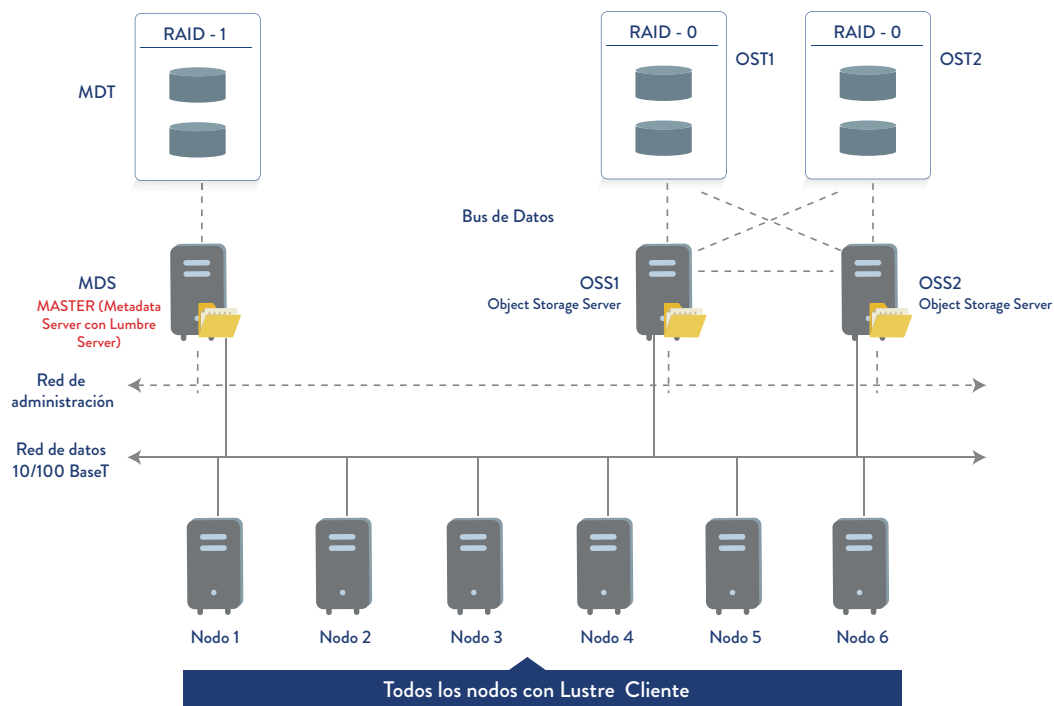 RAID - 1
RAID - 0
RAID - 0
MDT
OST1
OST2
Bus de Datos
MDS
MASTER (Metadata
Server con Lumbre
Server)
OSS1
Object Storage Server
OSS2
Object Storage Server
Red de
administración
Red de datos
10/100 BaseT
Nodo 1
Nodo 2
Nodo 3
Nodo 4
Nodo 5
Nodo 6
Todos los nodos con Lustre Cliente